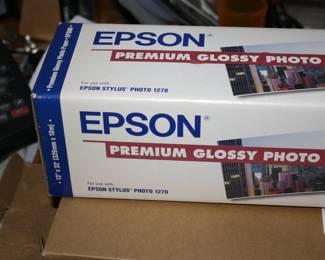 EPSON®
PREMIUM GLOSSY PHOTO
For use with:
EPSON STYLUS® PHOTO 1270
EPSON®
PREMIUM GLOSSY PHOTO
For use with:
EPSON STYLUS® PHOTO 1270